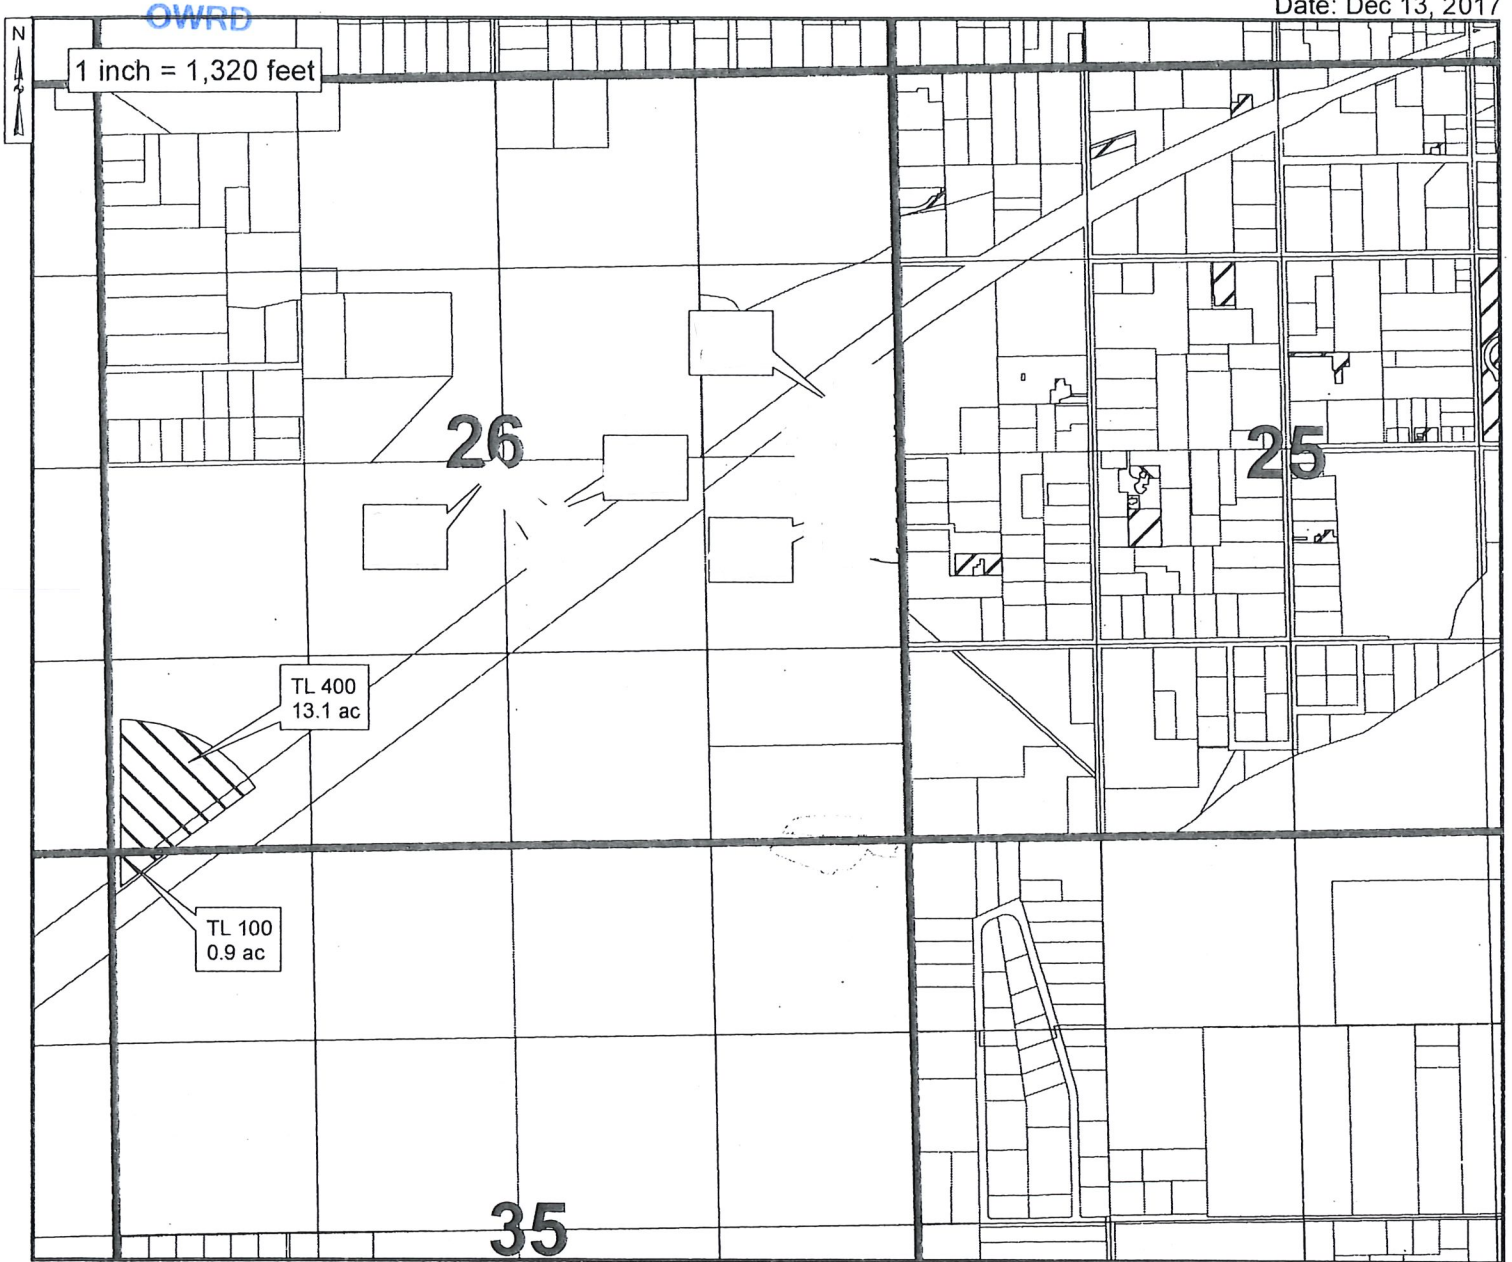 Date: Dec 13, 2017
OWRD
N
1 inch = 1,320 feet
26
25
TL 400
13.1 ac
TL 100
0.9 ac
35